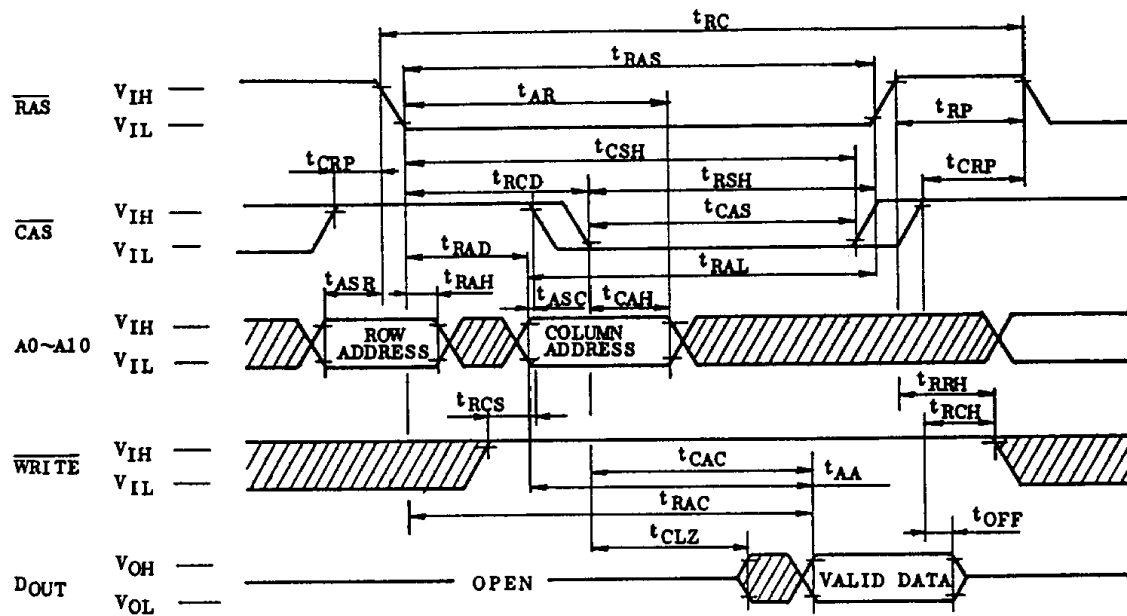 tRC
tRAS
tAR
RAS
VIH
VIL
tRP
tCRP
tCSH
tCRP
tRCD
tRSH
CAS
VIH
VIL
tCAS
tRAD
tRAL
tASR
tRAH
tASC
tCAH
A0~A10
VIH
VIL
ROW
ADDRESS
COLUMN
ADDRESS
tRRH
tRCS
tRCH
WRITE
VIH
VIL
tCAC
tAA
tRAC
tOFF
tCLZ
DOUT
VOH
VOL
OPEN
VALID DATA